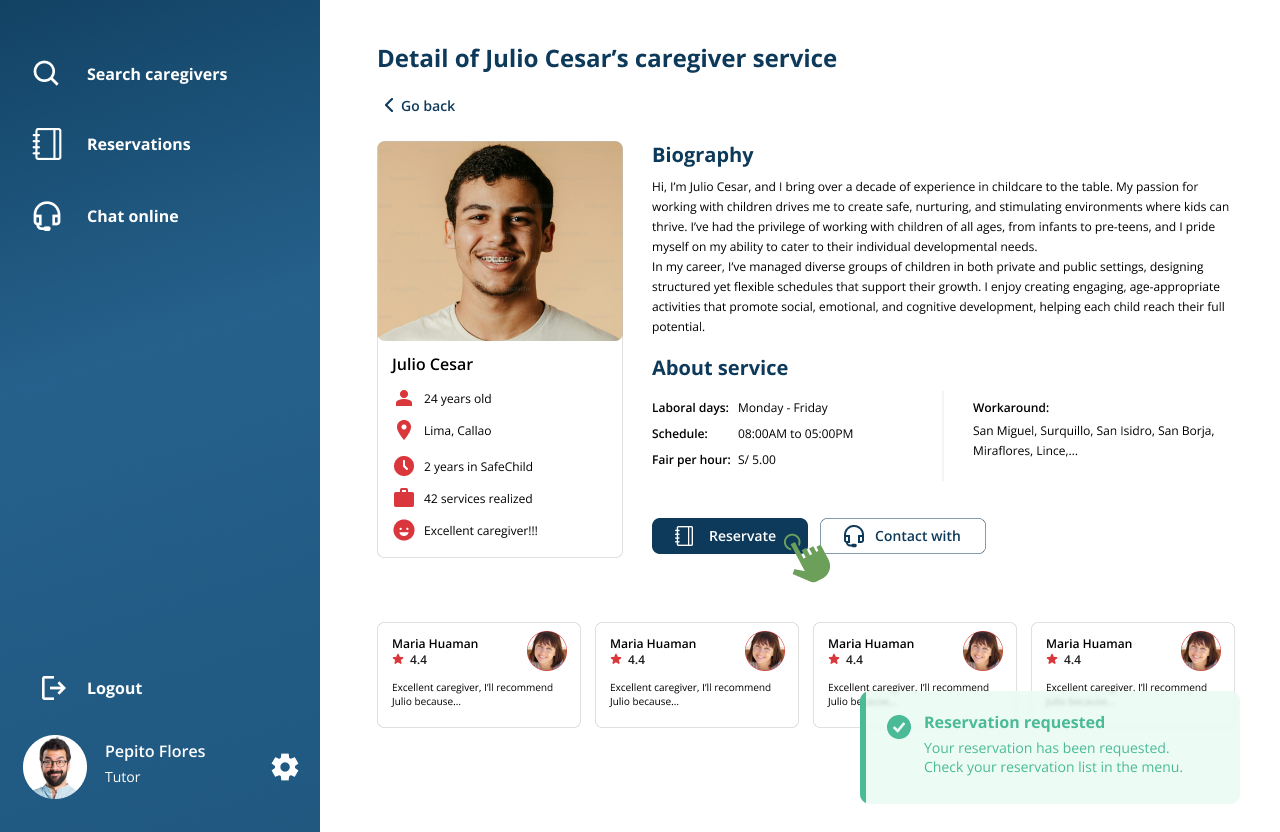 Search caregivers
Reservations
Chat online
Logout
Pepito Flores
Tutor
Detail of Julio Cesar’s caregiver service
Go back
Julio Cesar
24 years old
Lima, Callao
2 years in SafeChild
42 services realized
Excellent caregiver!!!
Biography
Hi, I’m Julio Cesar, and I bring over a decade of experience in childcare to the table. My passion for
working with children drives me to create safe, nurturing, and stimulating environments where kids can
thrive. I’ve had the privilege of working with children of all ages, from infants to pre-teens, and I pride
myself on my ability to cater to their individual developmental needs.
In my career, I’ve managed diverse groups of children in both private and public settings, designing
structured yet flexible schedules that support their growth. I enjoy creating engaging, age-appropriate
activities that promote social, emotional, and cognitive development, helping each child reach their full
potential.
About service
Laboral days: Monday - Friday
Schedule: 08:00AM to 05:00PM
Fair per hour: S/ 5.00
Workaround:
San Miguel, Surquillo, San Isidro, San Borja,
Miraflores, Lince,...
Reservate
Contact with
Maria Huaman
4.4
Excellent caregiver, I’ll recommend
Julio because...
Maria Huaman
4.4
Excellent caregiver, I’ll recommend
Julio because...
Maria Huaman
4.4
Excellent caregiver, I’ll recommend
Julio
Maria Huaman
4.4
Excellent caregiver, I’ll recommend
Reservation requested
Your reservation has been requested.
Check your reservation list in the menu.